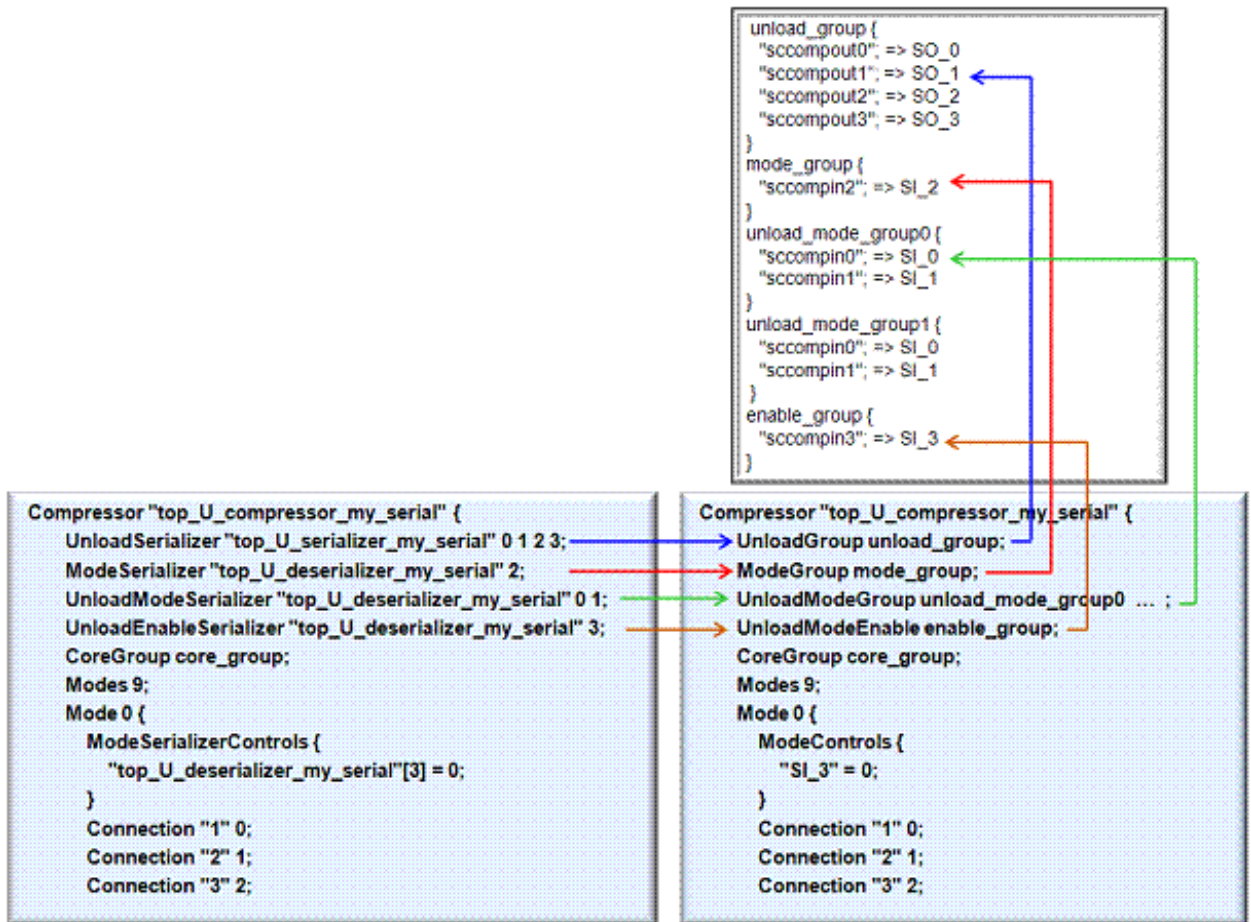 unload_group {
"sccompout0"; => SO_0
"sccompout1"; => SO_1
"sccompout2"; => SO_2
"sccompout3"; => SO_3
}
mode_group {
"sccompin2"; => SI_2
}
unload_mode_group0 {
"sccompin0"; => SI_0
"sccompin1"; => SI_1
}
unload_mode_group1 {
"sccompin0"; => SI_0
"sccompin1"; => SI_1
}
enable_group {
"sccompin3"; => SI_3
}
Compressor "top_U_compressor_my_serial" {
UnloadSerializer "top_U_serializer_my_serial" 0 1 2 3;
ModeSerializer "top_U_deserializer_my_serial" 2;
UnloadModeSerializer "top_U_deserializer_my_serial" 0 1;
UnloadEnableSerializer "top_U_deserializer_my_serial" 3;
CoreGroup core_group;
Modes 9;
Mode 0 {
ModeSerializerControls {
"top_U_deserializer_my_serial"[3] = 0;
}
Connection "1" 0;
Connection "2" 1;
Connection "3" 2;
Compressor "top_U_compressor_my_serial" {
UnloadGroup unload_group;
ModeGroup mode_group;
UnloadModeGroup unload_mode_group0 ... ;
UnloadModeEnable enable_group;
CoreGroup core_group;
Modes 9;
Mode 0 {
ModeControls {
"SI_3" = 0;
}
Connection "1" 0;
Connection "2" 1;
Connection "3" 2;